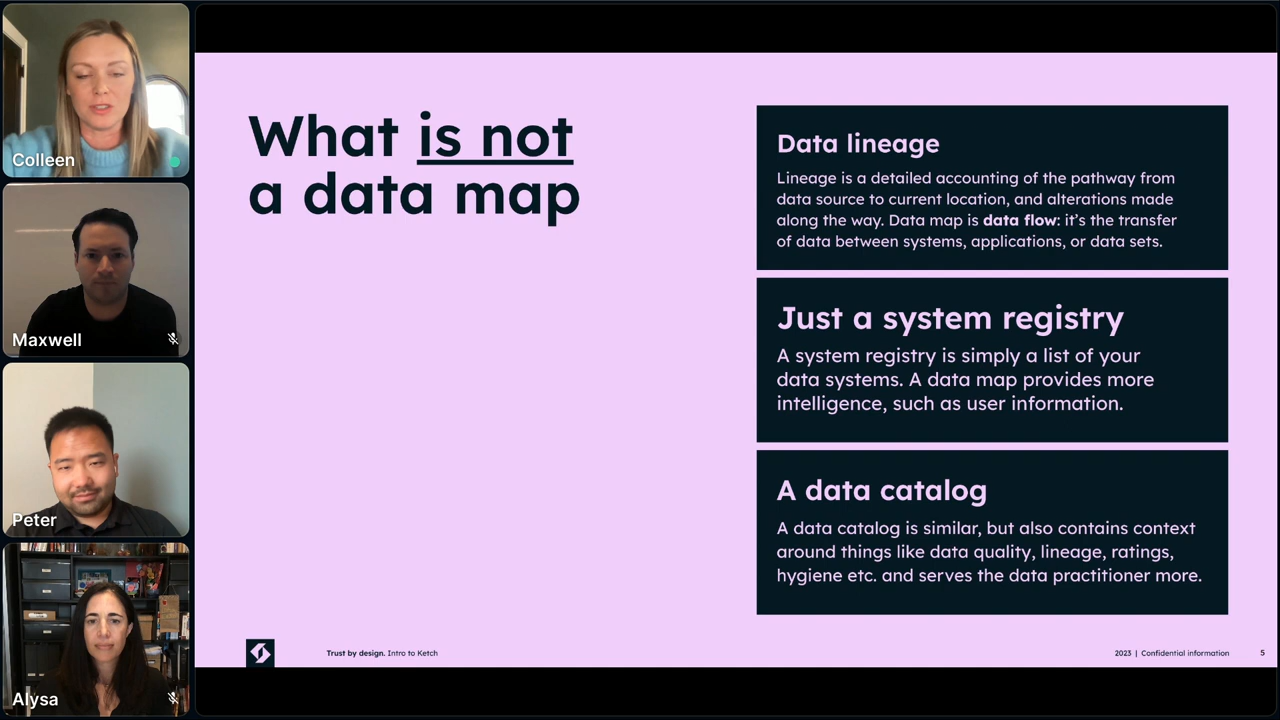 Colleen
Maxwell
Peter
Alysa
What is not
a data map
Data lineage
Lineage is a detailed accounting of the pathway from
data source to current location, and alterations made
along the way. Data map is data flow: it’s the transfer
of data between systems, applications, or data sets.
Just a system registry
A system registry is simply a list of your
data systems. A data map provides more
intelligence, such as user information.
A data catalog
A data catalog is similar, but also contains context
around things like data quality, lineage, ratings,
hygiene etc. and serves the data practitioner more.
Trust by design. Intro to Ketch
2023 | Confidential information
5